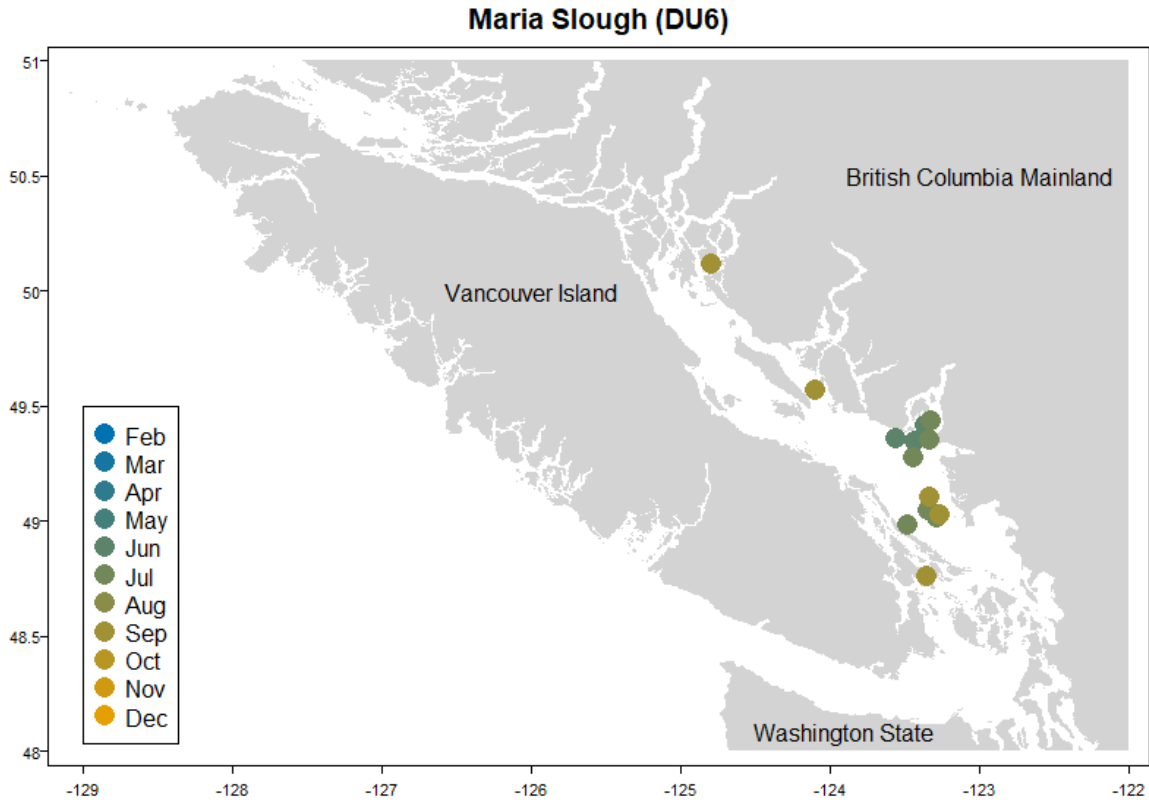 Maria Slough (DU6)
51
50.5
50
49.5
49
48.5
48
British Columbia Mainland
Vancouver Island
Washington State
Feb
Mar
Apr
May
Jun
Jul
Aug
Sep
Oct
Nov
Dec
-129
-128
-127
-126
-125
-124
-123
-122